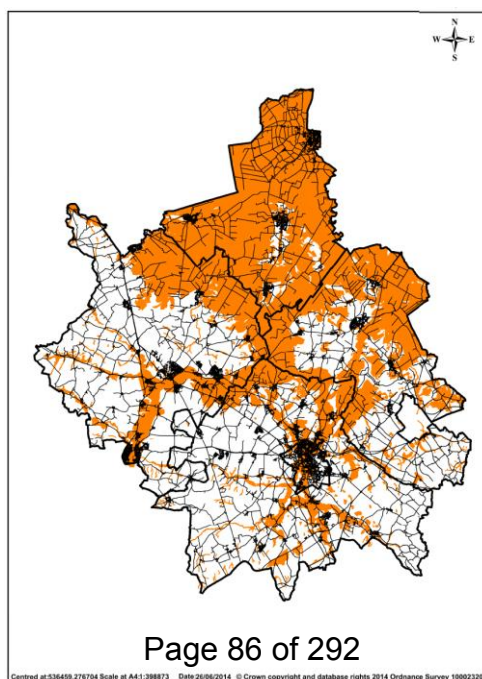 N
W E
S
Page 86 of 292
Centred at:536459,276704 Scale at A4:1:398873 Date:26/06/2014 © Crown copyright and database rights 2014 Ordnance Survey 10002320